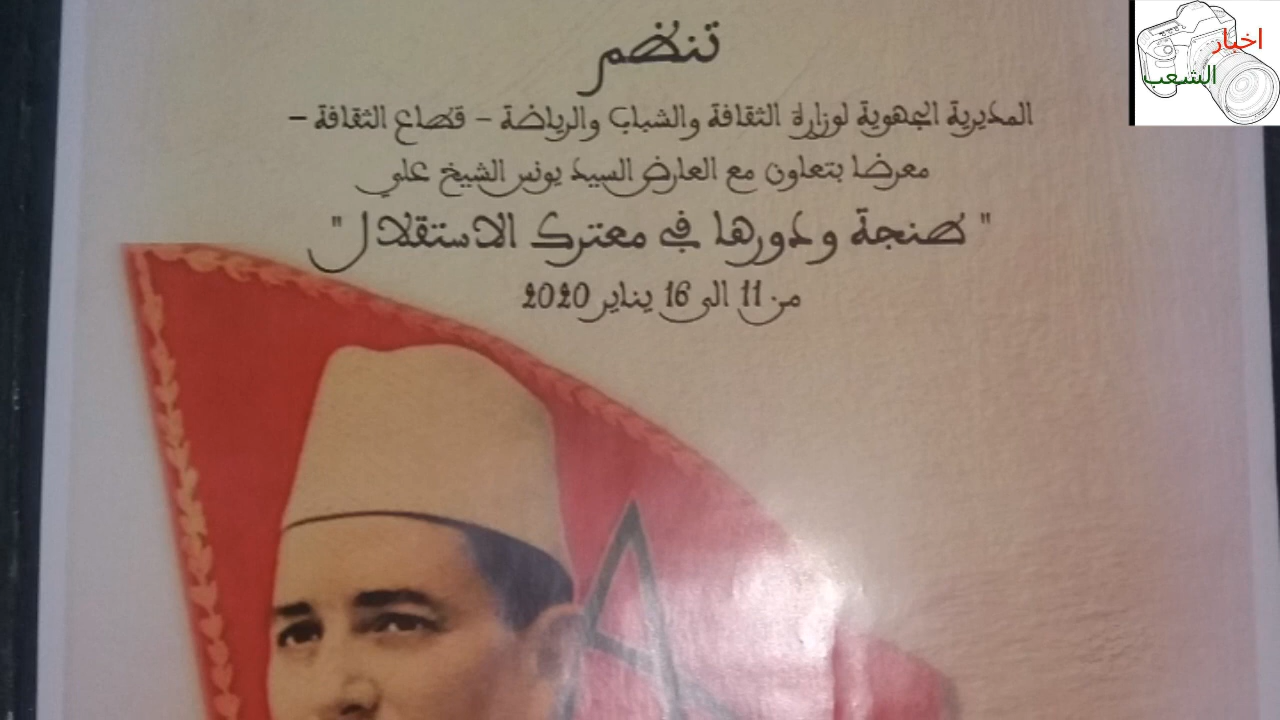 تنظم
المديرية الجهوية لوزارة الثقافة والشباب والرياضة - قطاع الثقافة -
معرضا بتعاون مع العارض السيد يونس الشيخ علي
" طنجة ودورها في معترك الاستقلال "
من 11 الى 16 يناير 2020
اخبار
الشعب